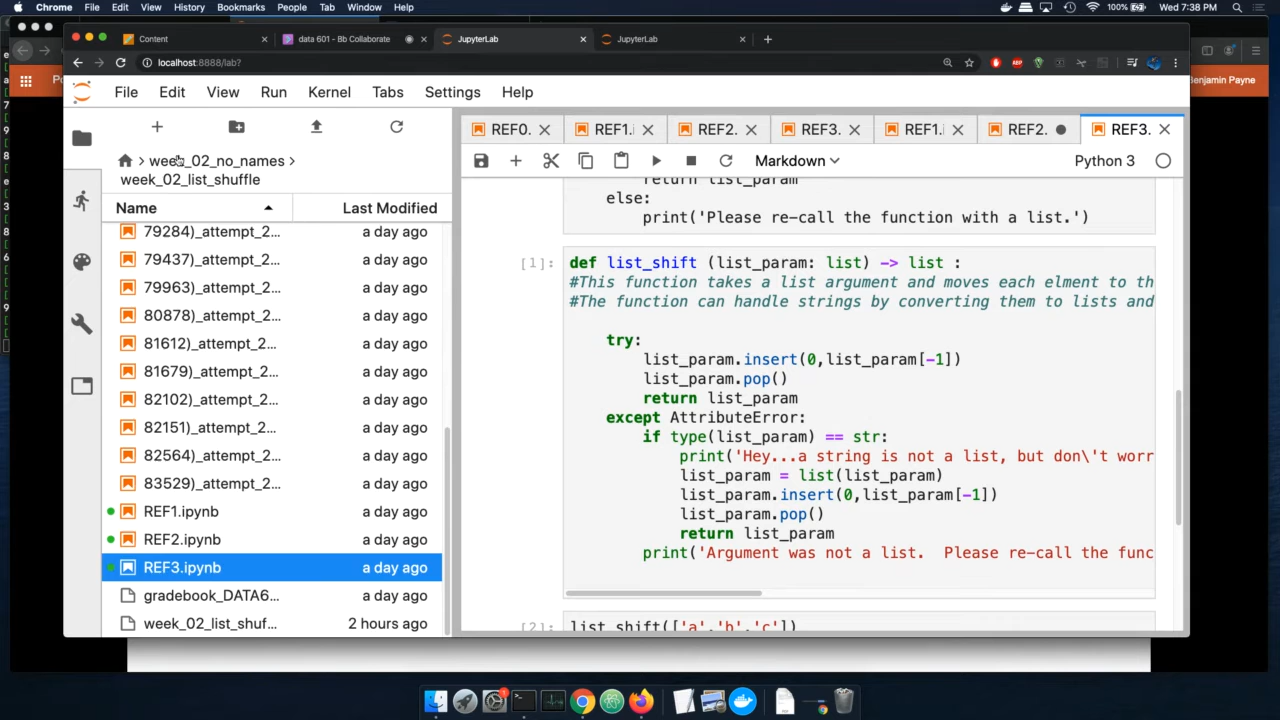 Chrome File Edit View History Bookmarks People Tab Window Help 100% Wed 7:38 PM
Content data 601 - Bb Collaborate JupyterLab JupyterLab
localhost:8888/lab?
Benjamin Payne
File Edit View Run Kernel Tabs Settings Help
REF0. REF1.i REF2. REF3. REF1.i REF2. REF3.
week_02_no_names
week_02_list_shuffle
Markdown Python 3
Name Last Modified
79284)_attempt_2... a day ago
79437)_attempt_2... a day ago
79963)_attempt_2... a day ago
80878)_attempt_2... a day ago
81612)_attempt_2... a day ago
81679)_attempt_2... a day ago
82102)_attempt_2... a day ago
82151)_attempt_2... a day ago
82564)_attempt_2... a day ago
83529)_attempt_2... a day ago
REF1.ipynb a day ago
REF2.ipynb a day ago
REF3.ipynb a day ago
gradebook_DATA6... a day ago
week_02_list_shuf... 2 hours ago
return list_param
else:
print('Please re-call the function with a list.')
[1]: def list_shift (list_param: list) -> list :
#This function takes a list argument and moves each elment to th
#The function can handle strings by converting them to lists and
try:
list_param.insert(0,list_param[-1])
list_param.pop()
return list_param
except AttributeError:
if type(list_param) == str:
print('Hey...a string is not a list, but don\'t worr
list_param = list(list_param)
list_param.insert(0,list_param[-1])
list_param.pop()
return list_param
print('Argument was not a list.  Please re-call the func
[2]: list_shift(['a','b','c'])